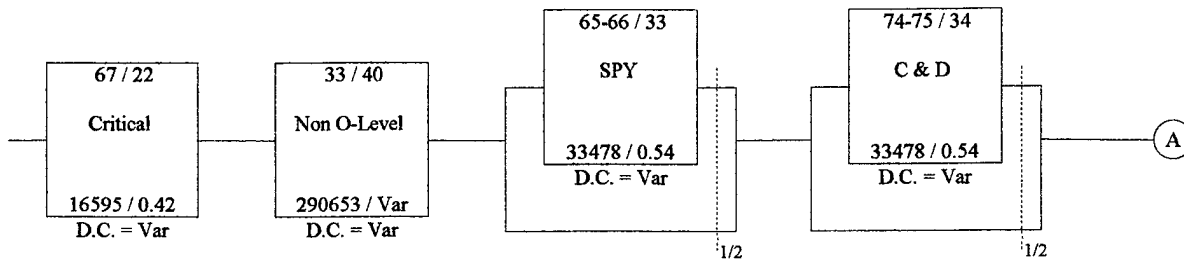 67 / 22
Critical
16595 / 0.42
D.C. = Var
33 / 40
Non O-Level
290653 / Var
D.C. = Var
65-66 / 33
SPY
33478 / 0.54
D.C. = Var
1/2
74-75 / 34
C & D
33478 / 0.54
D.C. = Var
1/2
A